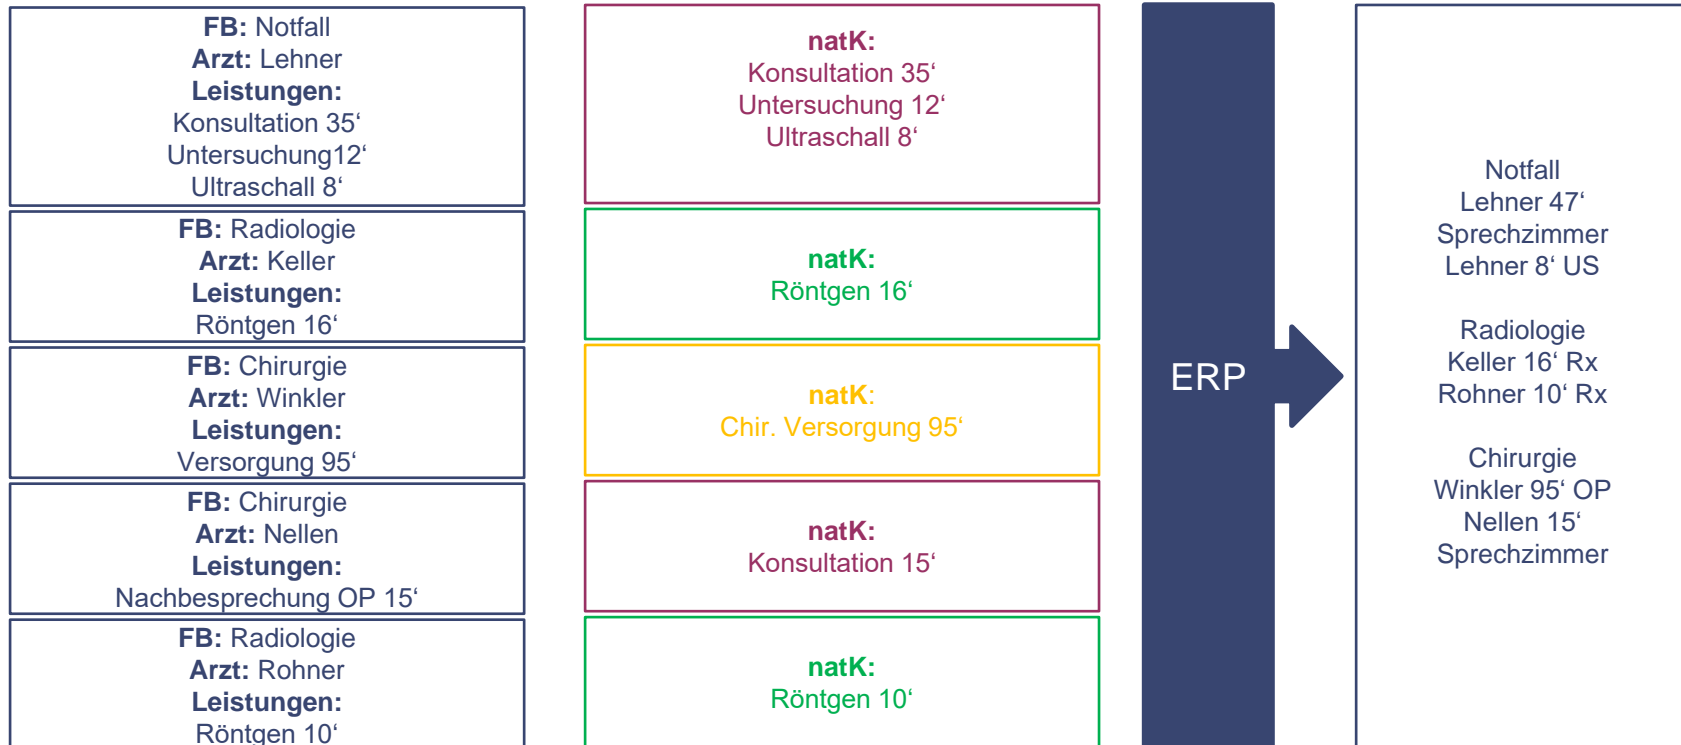 FB: Notfall
Arzt: Lehner
Leistungen:
Konsultation 35‘
Untersuchung12‘
Ultraschall 8‘
FB: Radiologie
Arzt: Keller
Leistungen:
Röntgen 16‘
FB: Chirurgie
Arzt: Winkler
Leistungen:
Versorgung 95‘
FB: Chirurgie
Arzt: Nellen
Leistungen:
Nachbesprechung OP 15‘
FB: Radiologie
Arzt: Rohner
Leistungen:
Röntgen 10‘
natK:
Konsultation 35‘
Untersuchung 12‘
Ultraschall 8‘
natK:
Röntgen 16‘
natK:
Chir. Versorgung 95‘
natK:
Konsultation 15‘
natK:
Röntgen 10‘
ERP
Notfall
Lehner 47‘
Sprechzimmer
Lehner 8‘ US
Radiologie
Keller 16‘ Rx
Rohner 10‘ Rx
Chirurgie
Winkler 95‘ OP
Nellen 15‘
Sprechzimmer